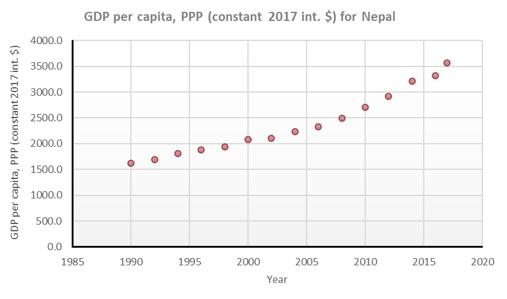 GDP per capita, PPP (constant 2017 int. $) for Nepal
GDP per capita, PPP (constant 2017 int. $)
4000.0
3500.0
3000.0
2500.0
2000.0
1500.0
1000.0
500.0
0.0
1985 1990 1995 2000 2005 2010 2015 2020
Year